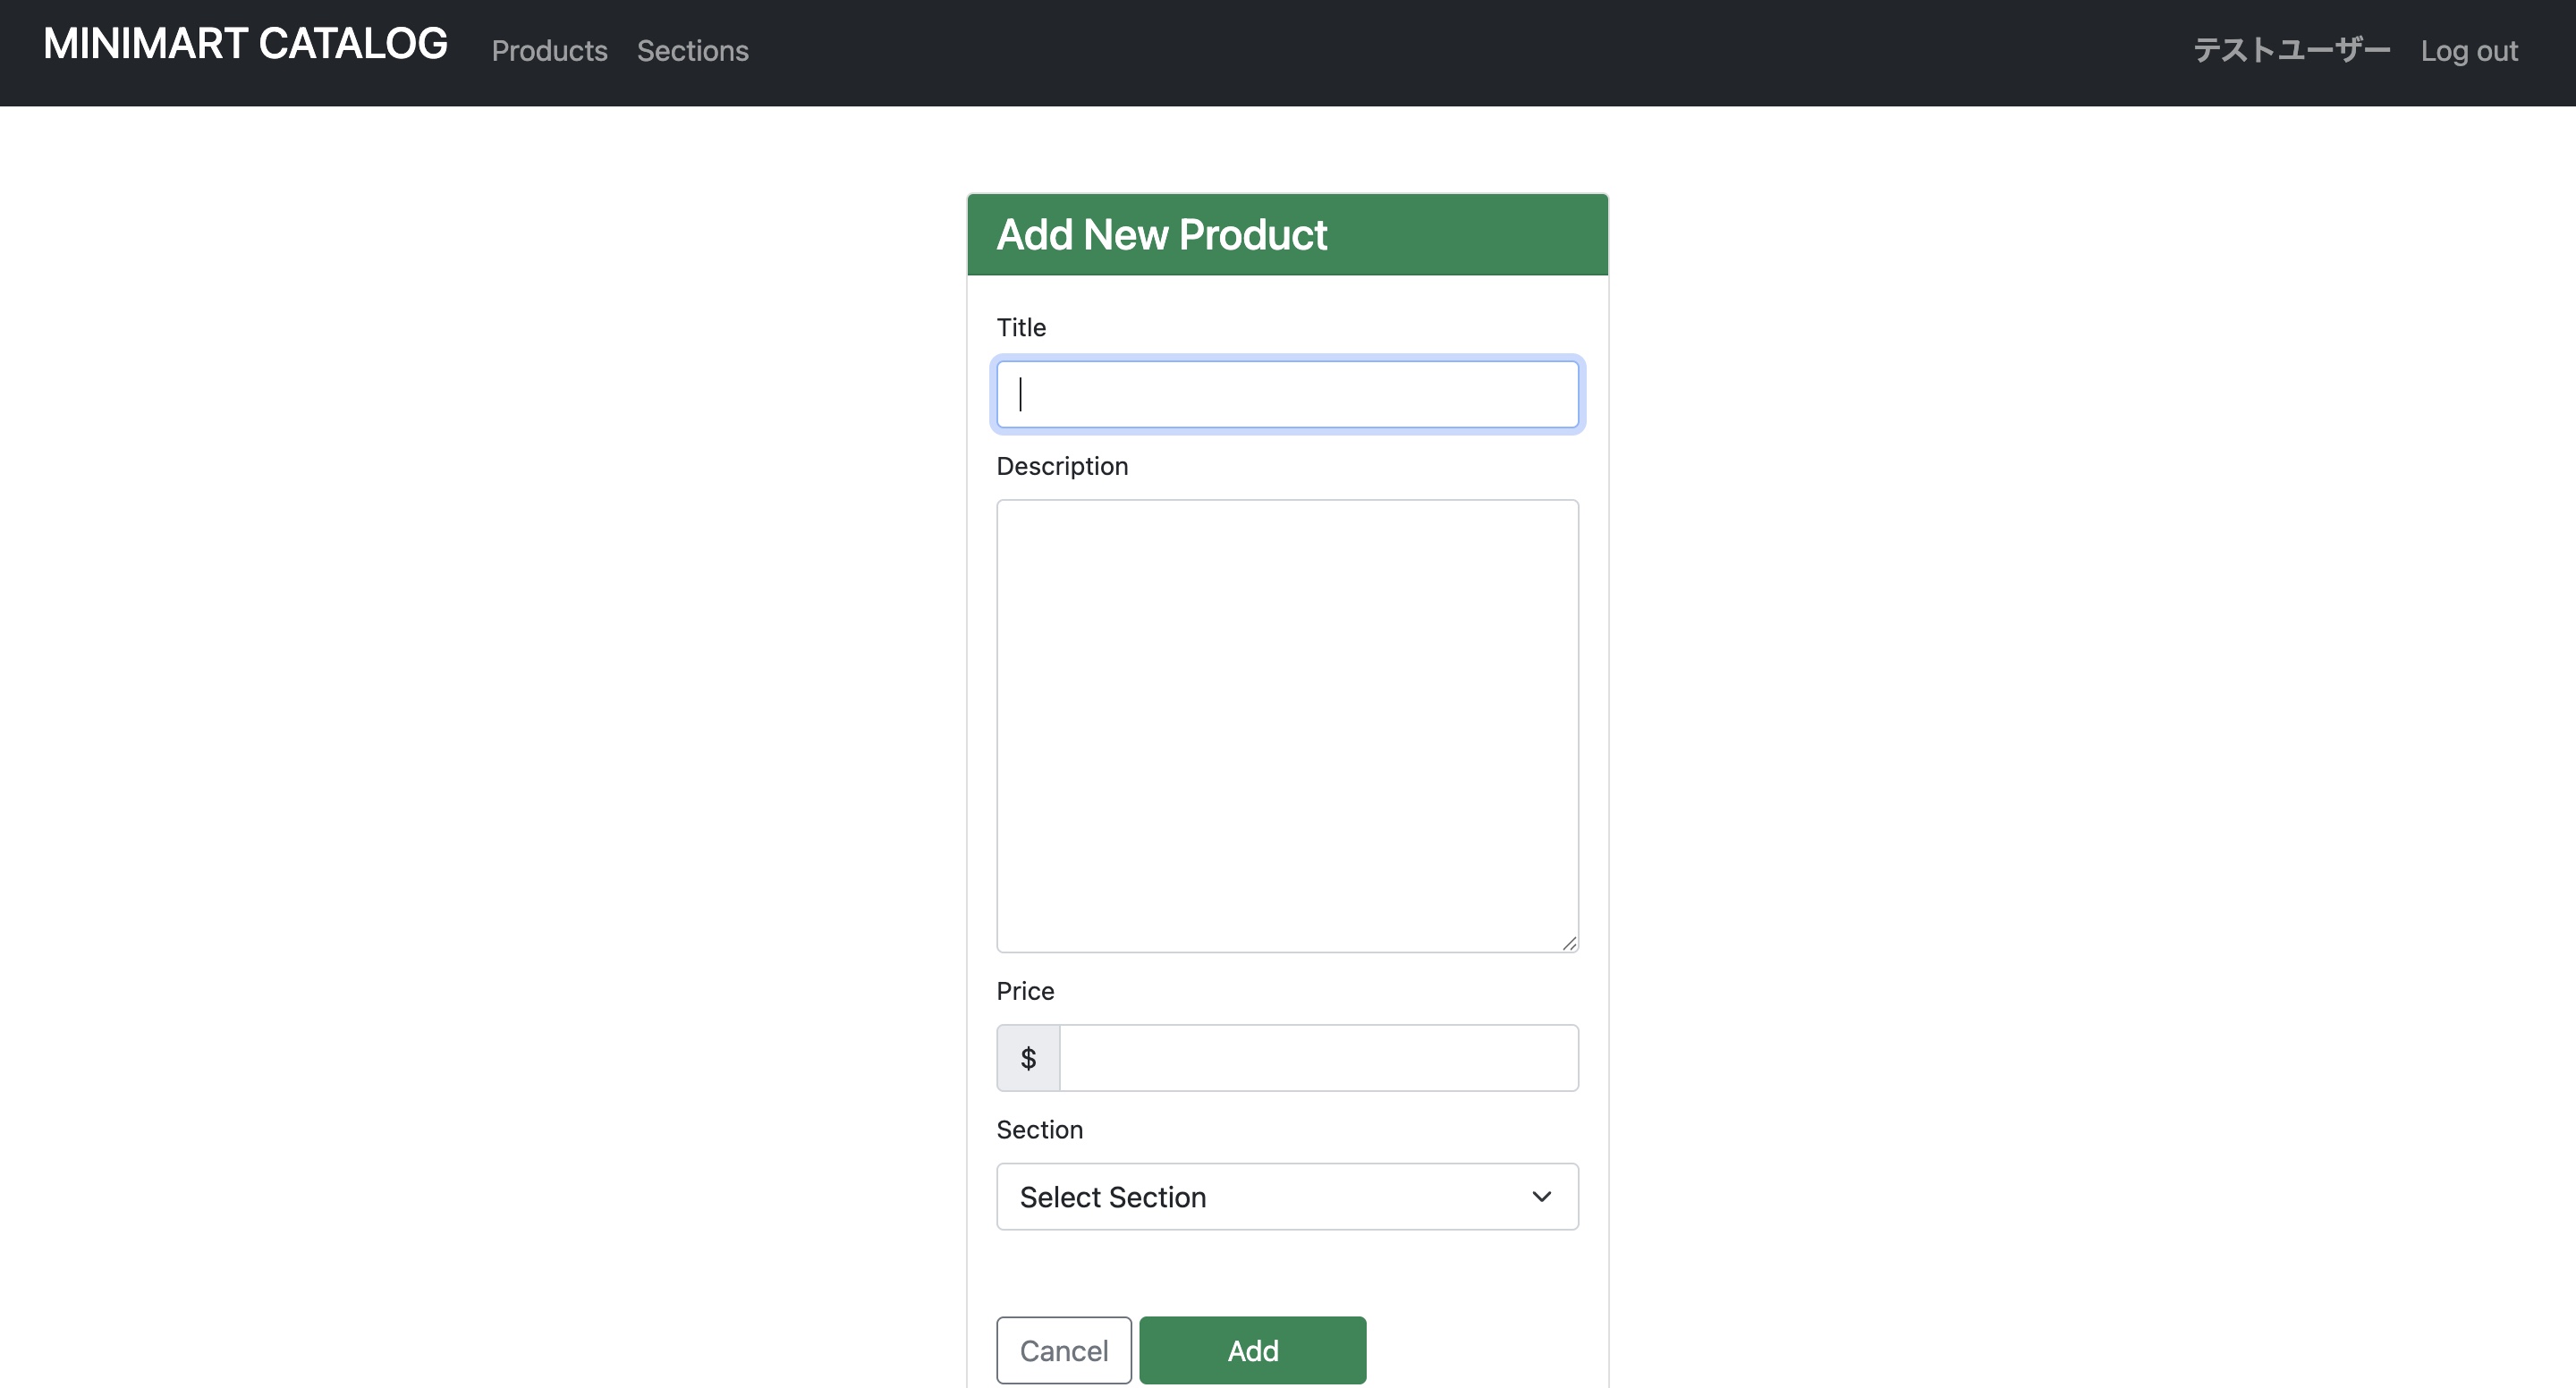 MINIMART CATALOG Products Sections テストユーザー Log out
Add New Product
Title
Description
Price
$
Section
Select Section
Cancel Add